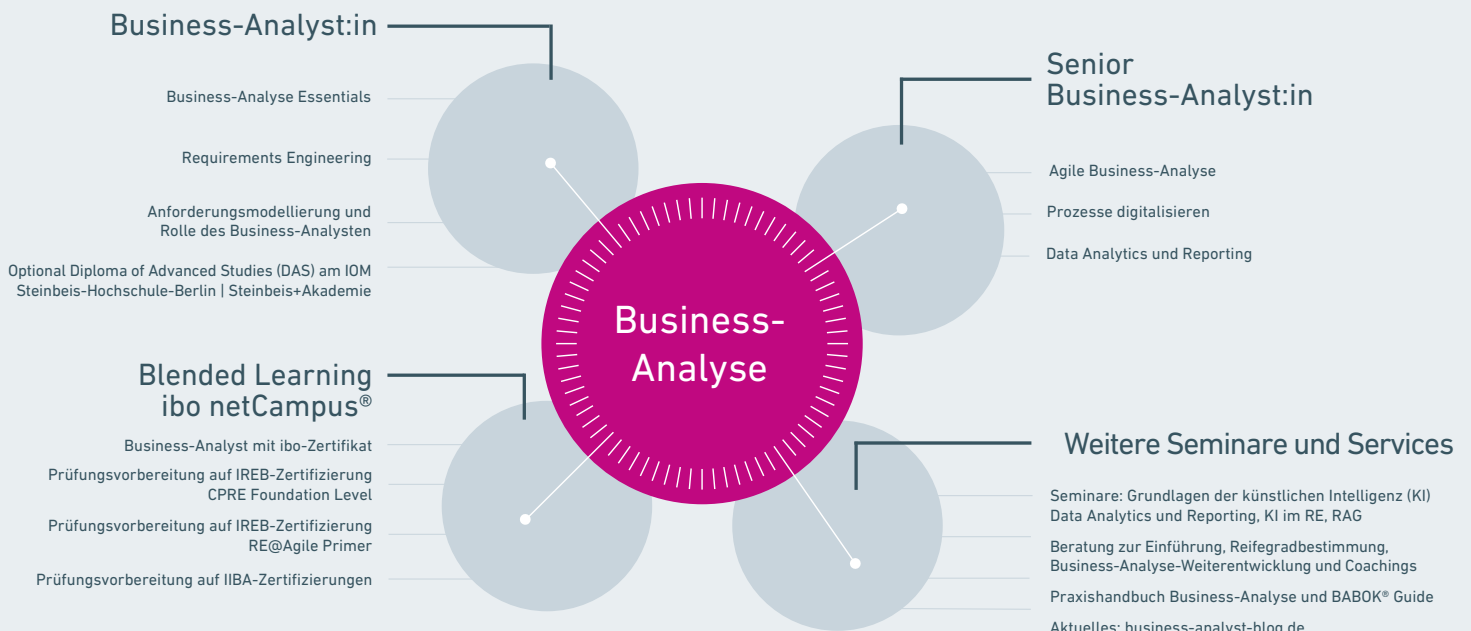 Business-Analyst:in
Business-Analyse Essentials
Requirements Engineering
Anforderungsmodellierung und
Rolle des Business-Analysten
Optional Diploma of Advanced Studies (DAS) am IOM
Steinbeis-Hochschule-Berlin | Steinbeis+Akademie
Senior
Business-Analyst:in
Agile Business-Analyse
Prozesse digitalisieren
Data Analytics und Reporting
Business-
Analyse
Blended Learning
ibo netCampus®
Business-Analyst mit ibo-Zertifikat
Prüfungsvorbereitung auf IREB-Zertifizierung
CPRE Foundation Level
Prüfungsvorbereitung auf IREB-Zertifizierung
RE@Agile Primer
Prüfungsvorbereitung auf IIBA-Zertifizierungen
Weitere Seminare und Services
Seminare: Grundlagen der künstlichen Intelligenz (KI)
Data Analytics und Reporting, KI im RE, RAG
Beratung zur Einführung, Reifegradbestimmung,
Business-Analyse-Weiterentwicklung und Coachings
Praxishandbuch Business-Analyse und BABOK® Guide
Aktuelles: business-analyst-blog.de